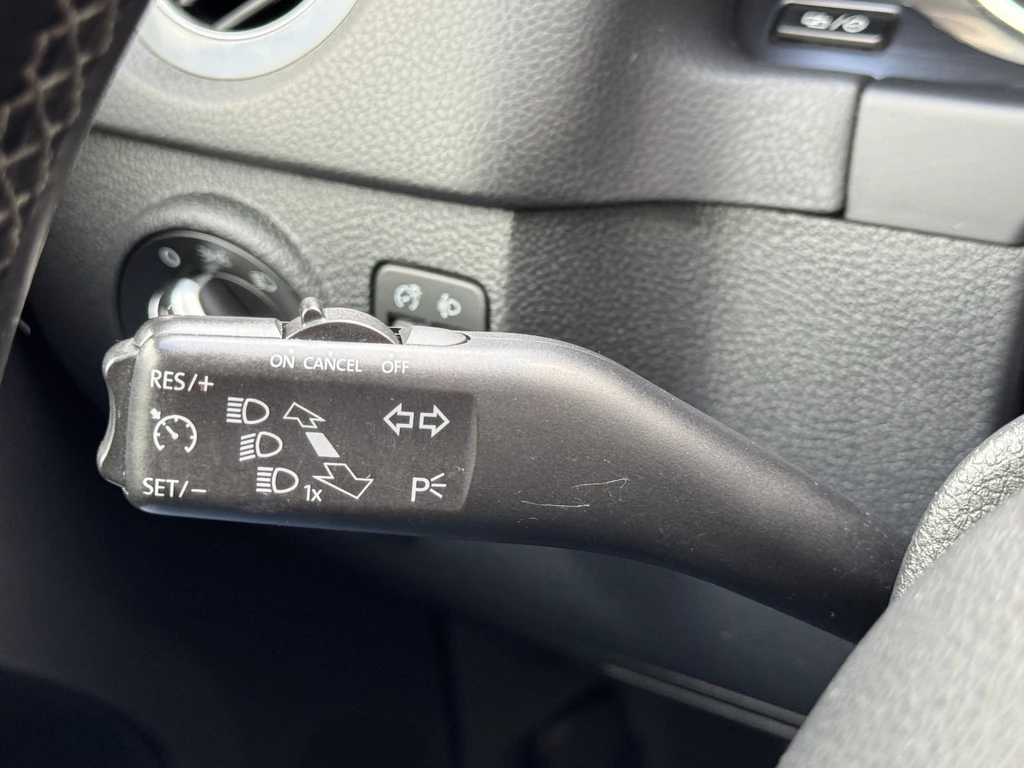 ON CANCEL OFF
RES/+
SET/−
1x
P